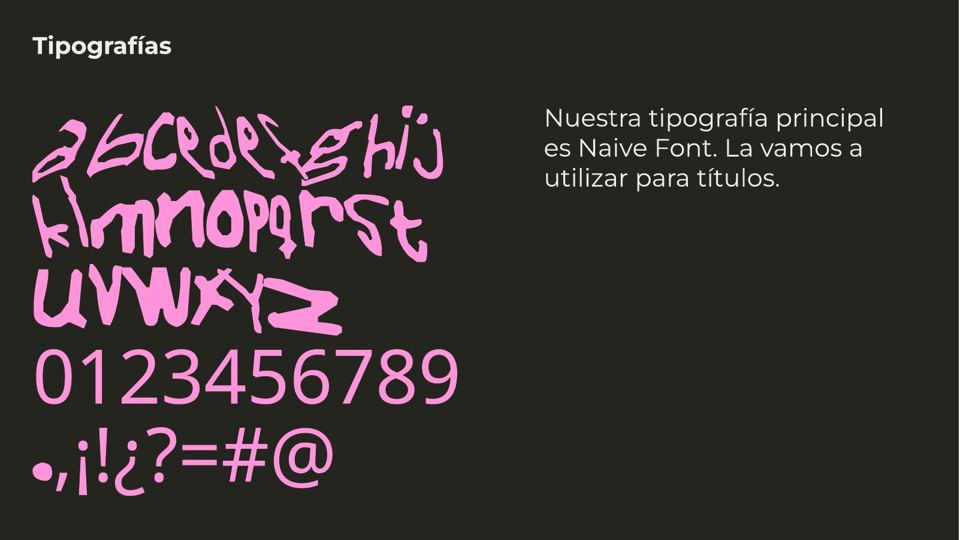 Tipografías
abcdefghij
klmnopqrst
uvwxyz
0123456789
.,¡!¿?=#@
Nuestra tipografía principal
es Naive Font. La vamos a
utilizar para títulos.